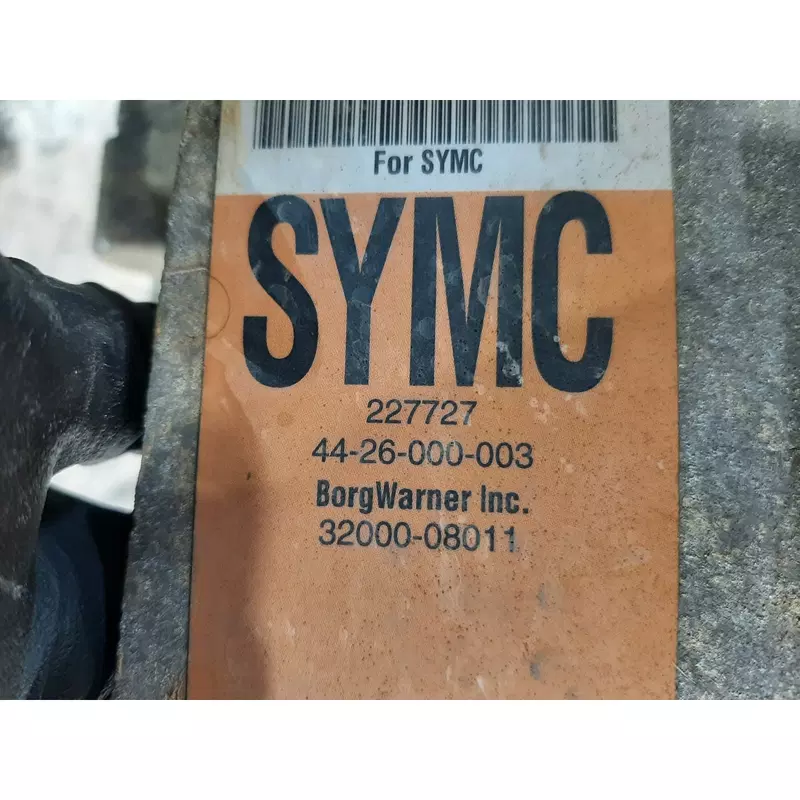 For SYMC
SYMC
227727
44-26-000-003
BorgWarner Inc.
32000-08011